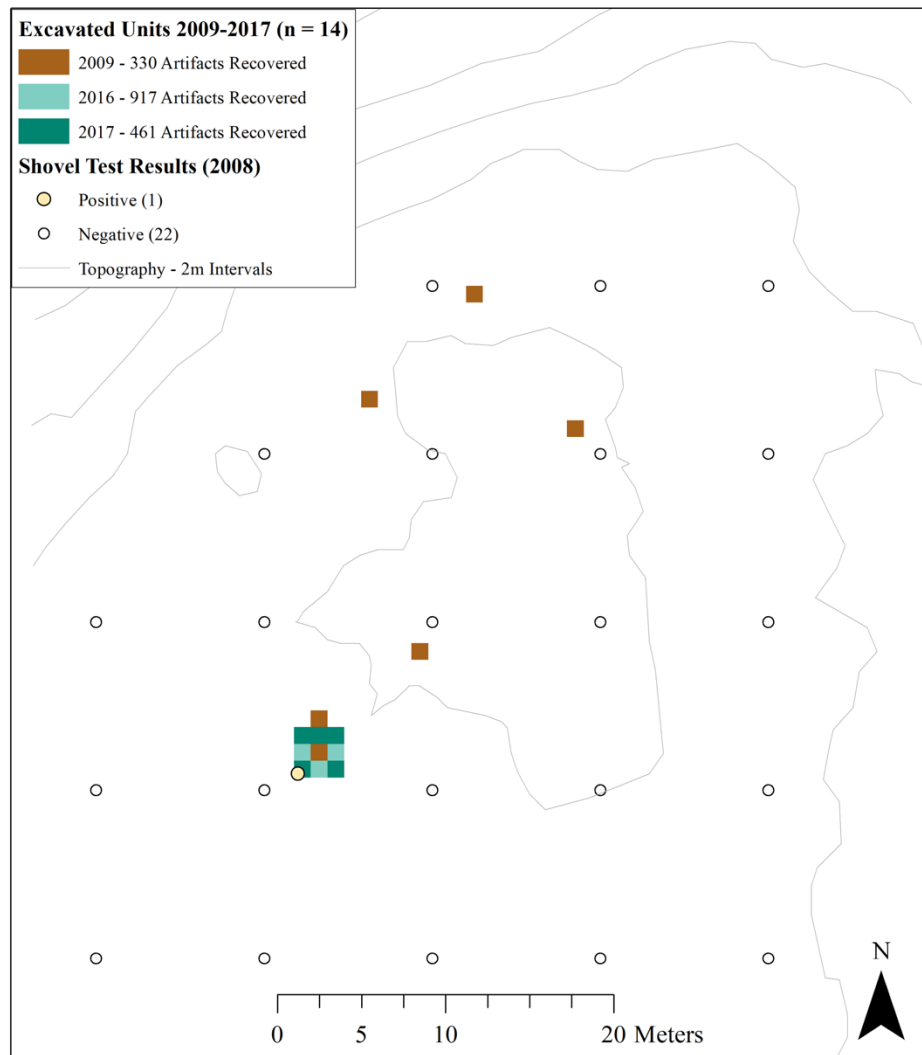 Excavated Units 2009-2017 (n = 14)
2009 - 330 Artifacts Recovered
2016 - 917 Artifacts Recovered
2017 - 461 Artifacts Recovered
Shovel Test Results (2008)
Positive (1)
Negative (22)
Topography - 2m Intervals
N
0 5 10 20 Meters